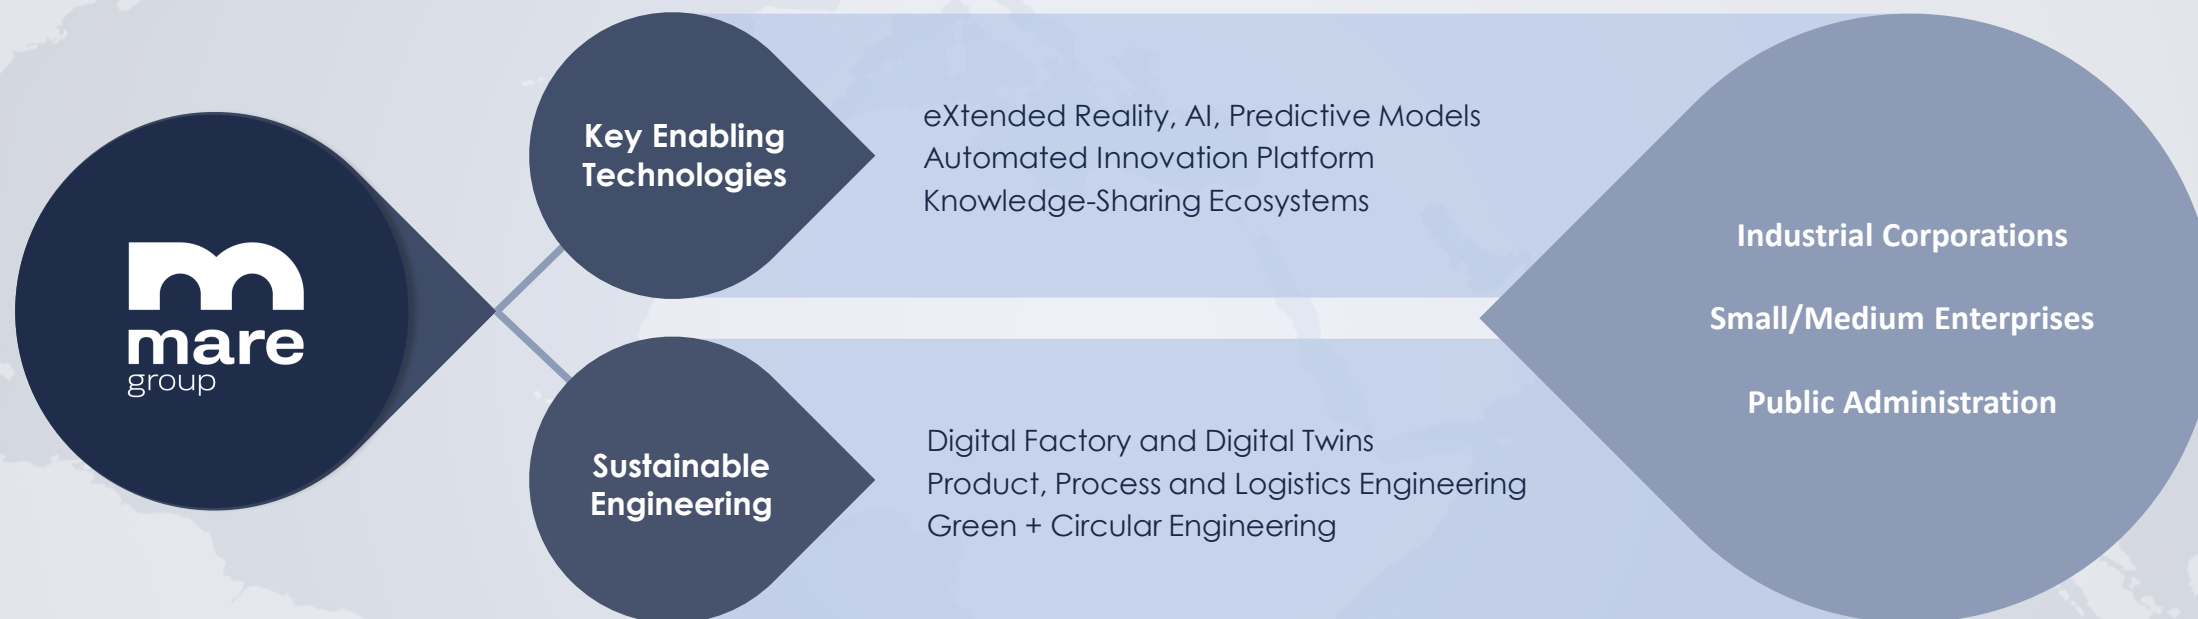 mare
group
Key Enabling
Technologies
eXtended Reality, AI, Predictive Models
Automated Innovation Platform
Knowledge-Sharing Ecosystems
Sustainable
Engineering
Digital Factory and Digital Twins
Product, Process and Logistics Engineering
Green + Circular Engineering
Industrial Corporations
Small/Medium Enterprises
Public Administration